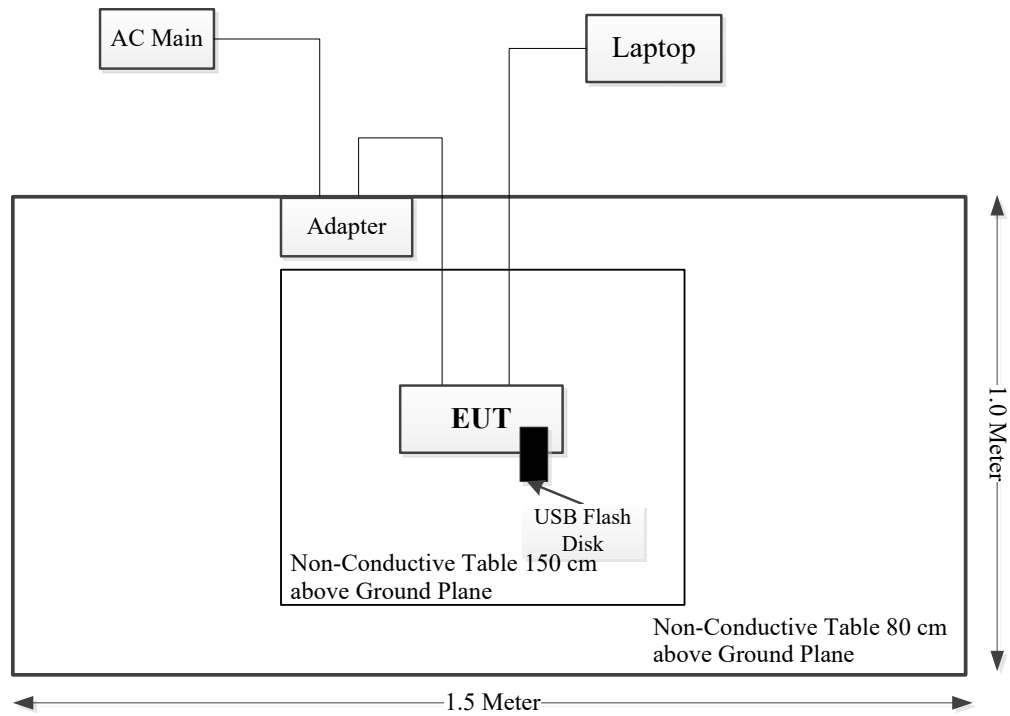 AC Main
Laptop
Adapter
EUT
USB Flash
Disk
Non-Conductive Table 150 cm
above Ground Plane
Non-Conductive Table 80 cm
above Ground Plane
1.0 Meter
1.5 Meter